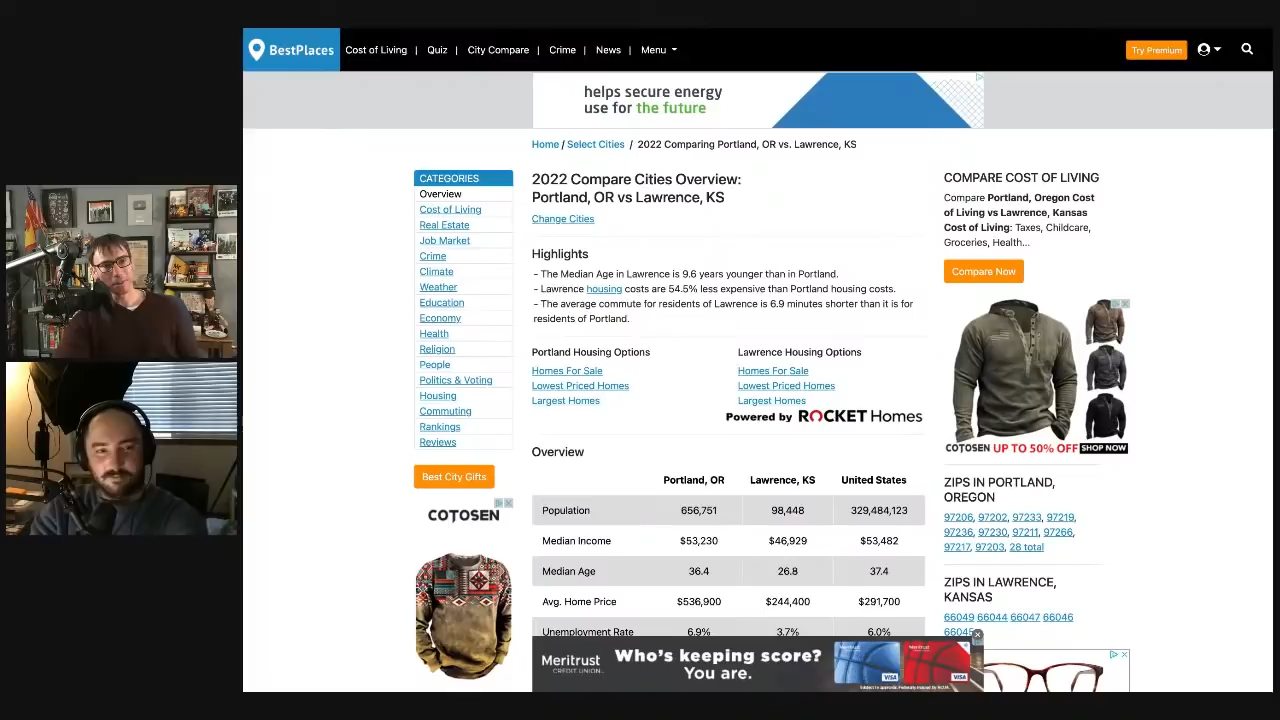 BestPlaces
Cost of Living | Quiz | City Compare | Crime | News | Menu
Try Premium
helps secure energy
use for the future
Home / Select Cities / 2022 Comparing Portland, OR vs. Lawrence, KS
CATEGORIES
Overview
Cost of Living
Real Estate
Job Market
Crime
Climate
Weather
Education
Economy
Health
Religion
People
Politics & Voting
Housing
Commuting
Rankings
Reviews
Best City Gifts
COTOSEN
2022 Compare Cities Overview:
Portland, OR vs Lawrence, KS
Change Cities
Highlights
- The Median Age in Lawrence is 9.6 years younger than in Portland.
- Lawrence housing costs are 54.5% less expensive than Portland housing costs.
- The average commute for residents of Lawrence is 6.9 minutes shorter than it is for
residents of Portland.
Portland Housing Options
Homes For Sale
Lowest Priced Homes
Largest Homes
Lawrence Housing Options
Homes For Sale
Lowest Priced Homes
Largest Homes
Powered by ROCKET Homes
Overview
Portland, OR Lawrence, KS United States
Population 656,751 98,448 329,484,123
Median Income $53,230 $46,929 $53,482
Median Age 36.4 26.8 37.4
Avg. Home Price $536,900 $244,400 $291,700
Unemployment Rate 6.9% 3.7% 6.0%
Meritrust
CREDIT UNION
Who's keeping score?
You are.
VISA
VISA
COMPARE COST OF LIVING
Compare Portland, Oregon Cost
of Living vs Lawrence, Kansas
Cost of Living: Taxes, Childcare,
Groceries, Health...
Compare Now
COTOSEN UP TO 50% OFF SHOP NOW
ZIPS IN PORTLAND,
OREGON
97206, 97202, 97233, 97219,
97236, 97230, 97211, 97266,
97217, 97203, 28 total
ZIPS IN LAWRENCE,
KANSAS
66049 66044 66047 66046
66045